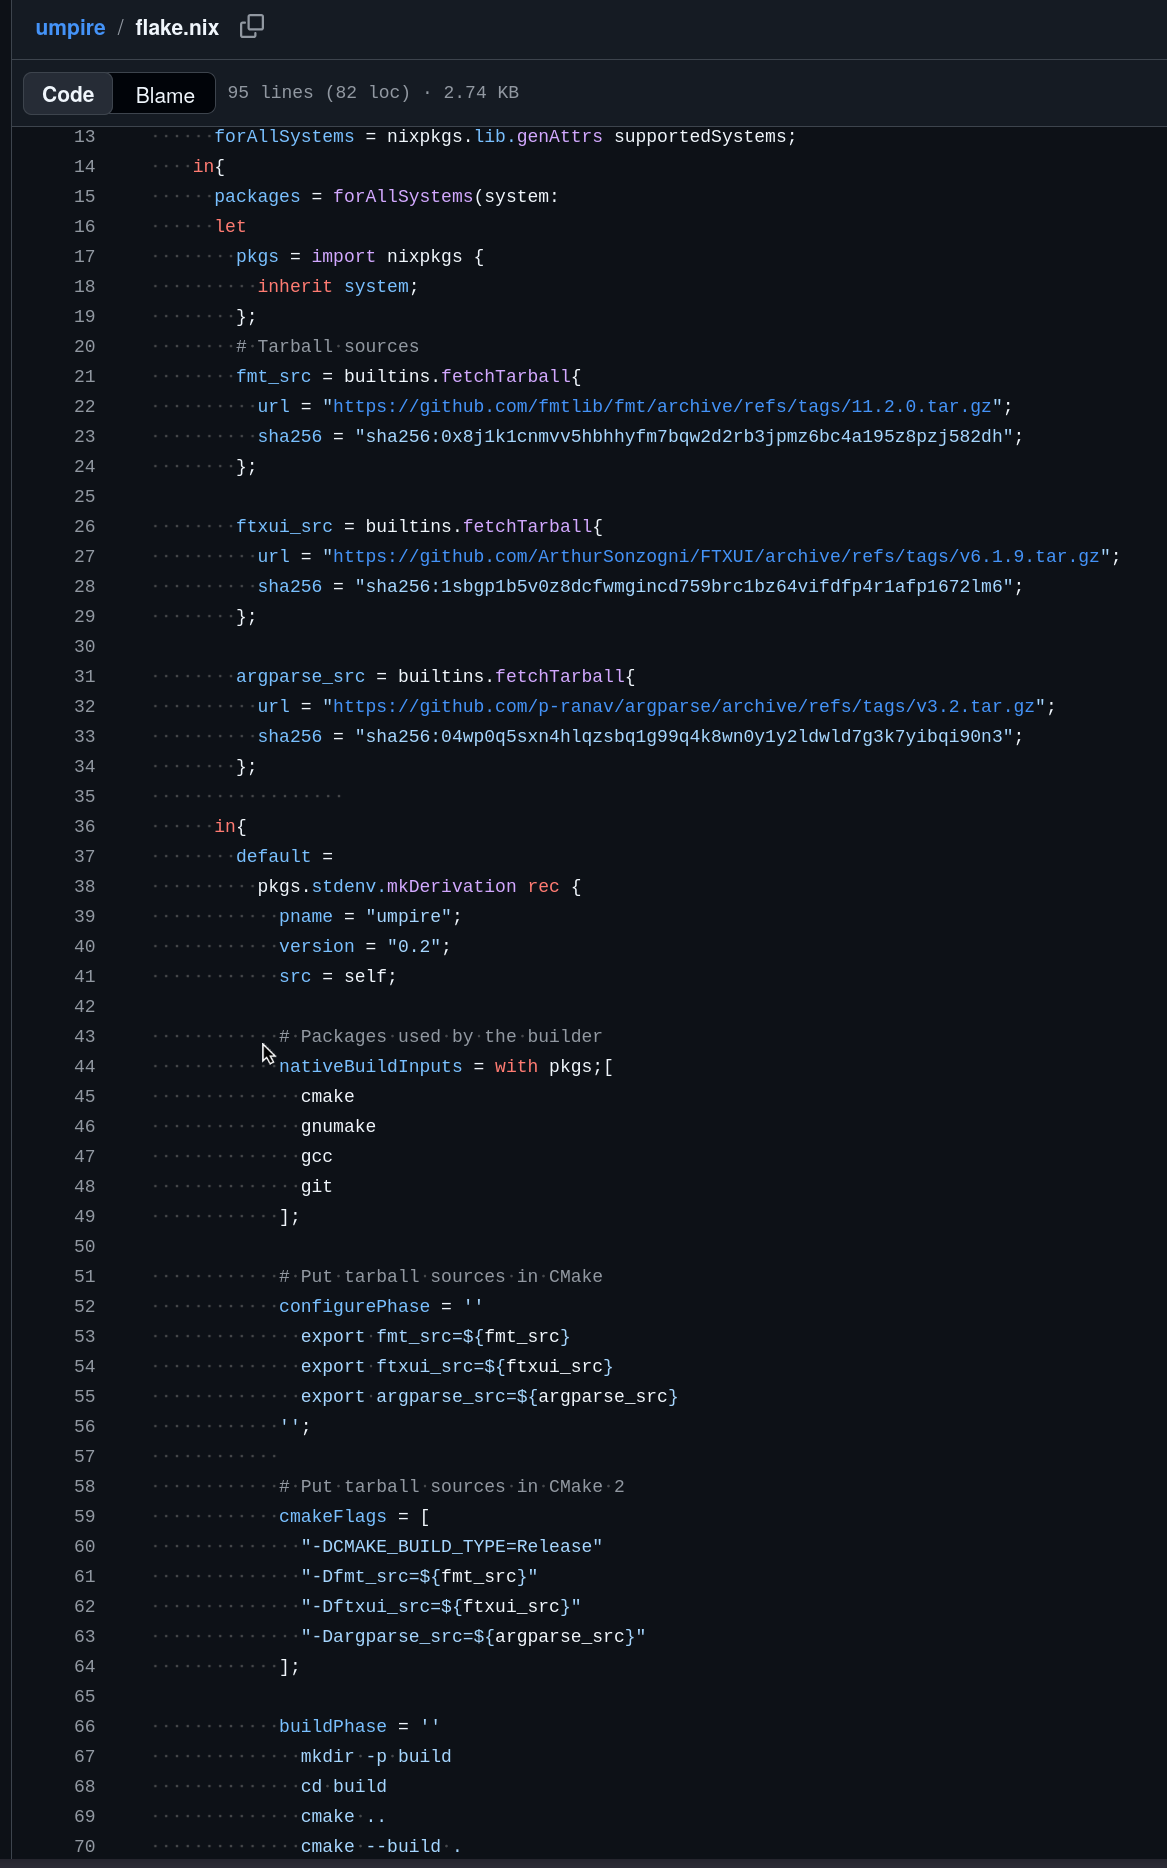 umpire / flake.nix
Code Blame 95 lines (82 loc) · 2.74 KB
13 forAllSystems = nixpkgs.lib.genAttrs supportedSystems;
14 in{
15 packages = forAllSystems(system:
16 let
17 pkgs = import nixpkgs {
18 inherit system;
19 };
20 # Tarball sources
21 fmt_src = builtins.fetchTarball{
22 url = "https://github.com/fmtlib/fmt/archive/refs/tags/11.2.0.tar.gz";
23 sha256 = "sha256:0x8j1k1cnmvv5hbhhyfm7bqw2d2rb3jpmz6bc4a195z8pzj582dh";
24 };
25
26 ftxui_src = builtins.fetchTarball{
27 url = "https://github.com/ArthurSonzogni/FTXUI/archive/refs/tags/v6.1.9.tar.gz";
28 sha256 = "sha256:1sbgp1b5v0z8dcfwmgincd759brc1bz64vifdfp4r1afp1672lm6";
29 };
30
31 argparse_src = builtins.fetchTarball{
32 url = "https://github.com/p-ranav/argparse/archive/refs/tags/v3.2.tar.gz";
33 sha256 = "sha256:04wp0q5sxn4hlqzsbq1g99q4k8wn0y1y2ldwld7g3k7yibqi90n3";
34 };
35
36 in{
37 default =
38 pkgs.stdenv.mkDerivation rec {
39 pname = "umpire";
40 version = "0.2";
41 src = self;
42
43 # Packages used by the builder
44 nativeBuildInputs = with pkgs;[
45 cmake
46 gnumake
47 gcc
48 git
49 ];
50
51 # Put tarball sources in CMake
52 configurePhase = ''
53 export fmt_src=${fmt_src}
54 export ftxui_src=${ftxui_src}
55 export argparse_src=${argparse_src}
56 '';
57
58 # Put tarball sources in CMake 2
59 cmakeFlags = [
60 "-DCMAKE_BUILD_TYPE=Release"
61 "-Dfmt_src=${fmt_src}"
62 "-Dftxui_src=${ftxui_src}"
63 "-Dargparse_src=${argparse_src}"
64 ];
65
66 buildPhase = ''
67 mkdir -p build
68 cd build
69 cmake ..
70 cmake --build .